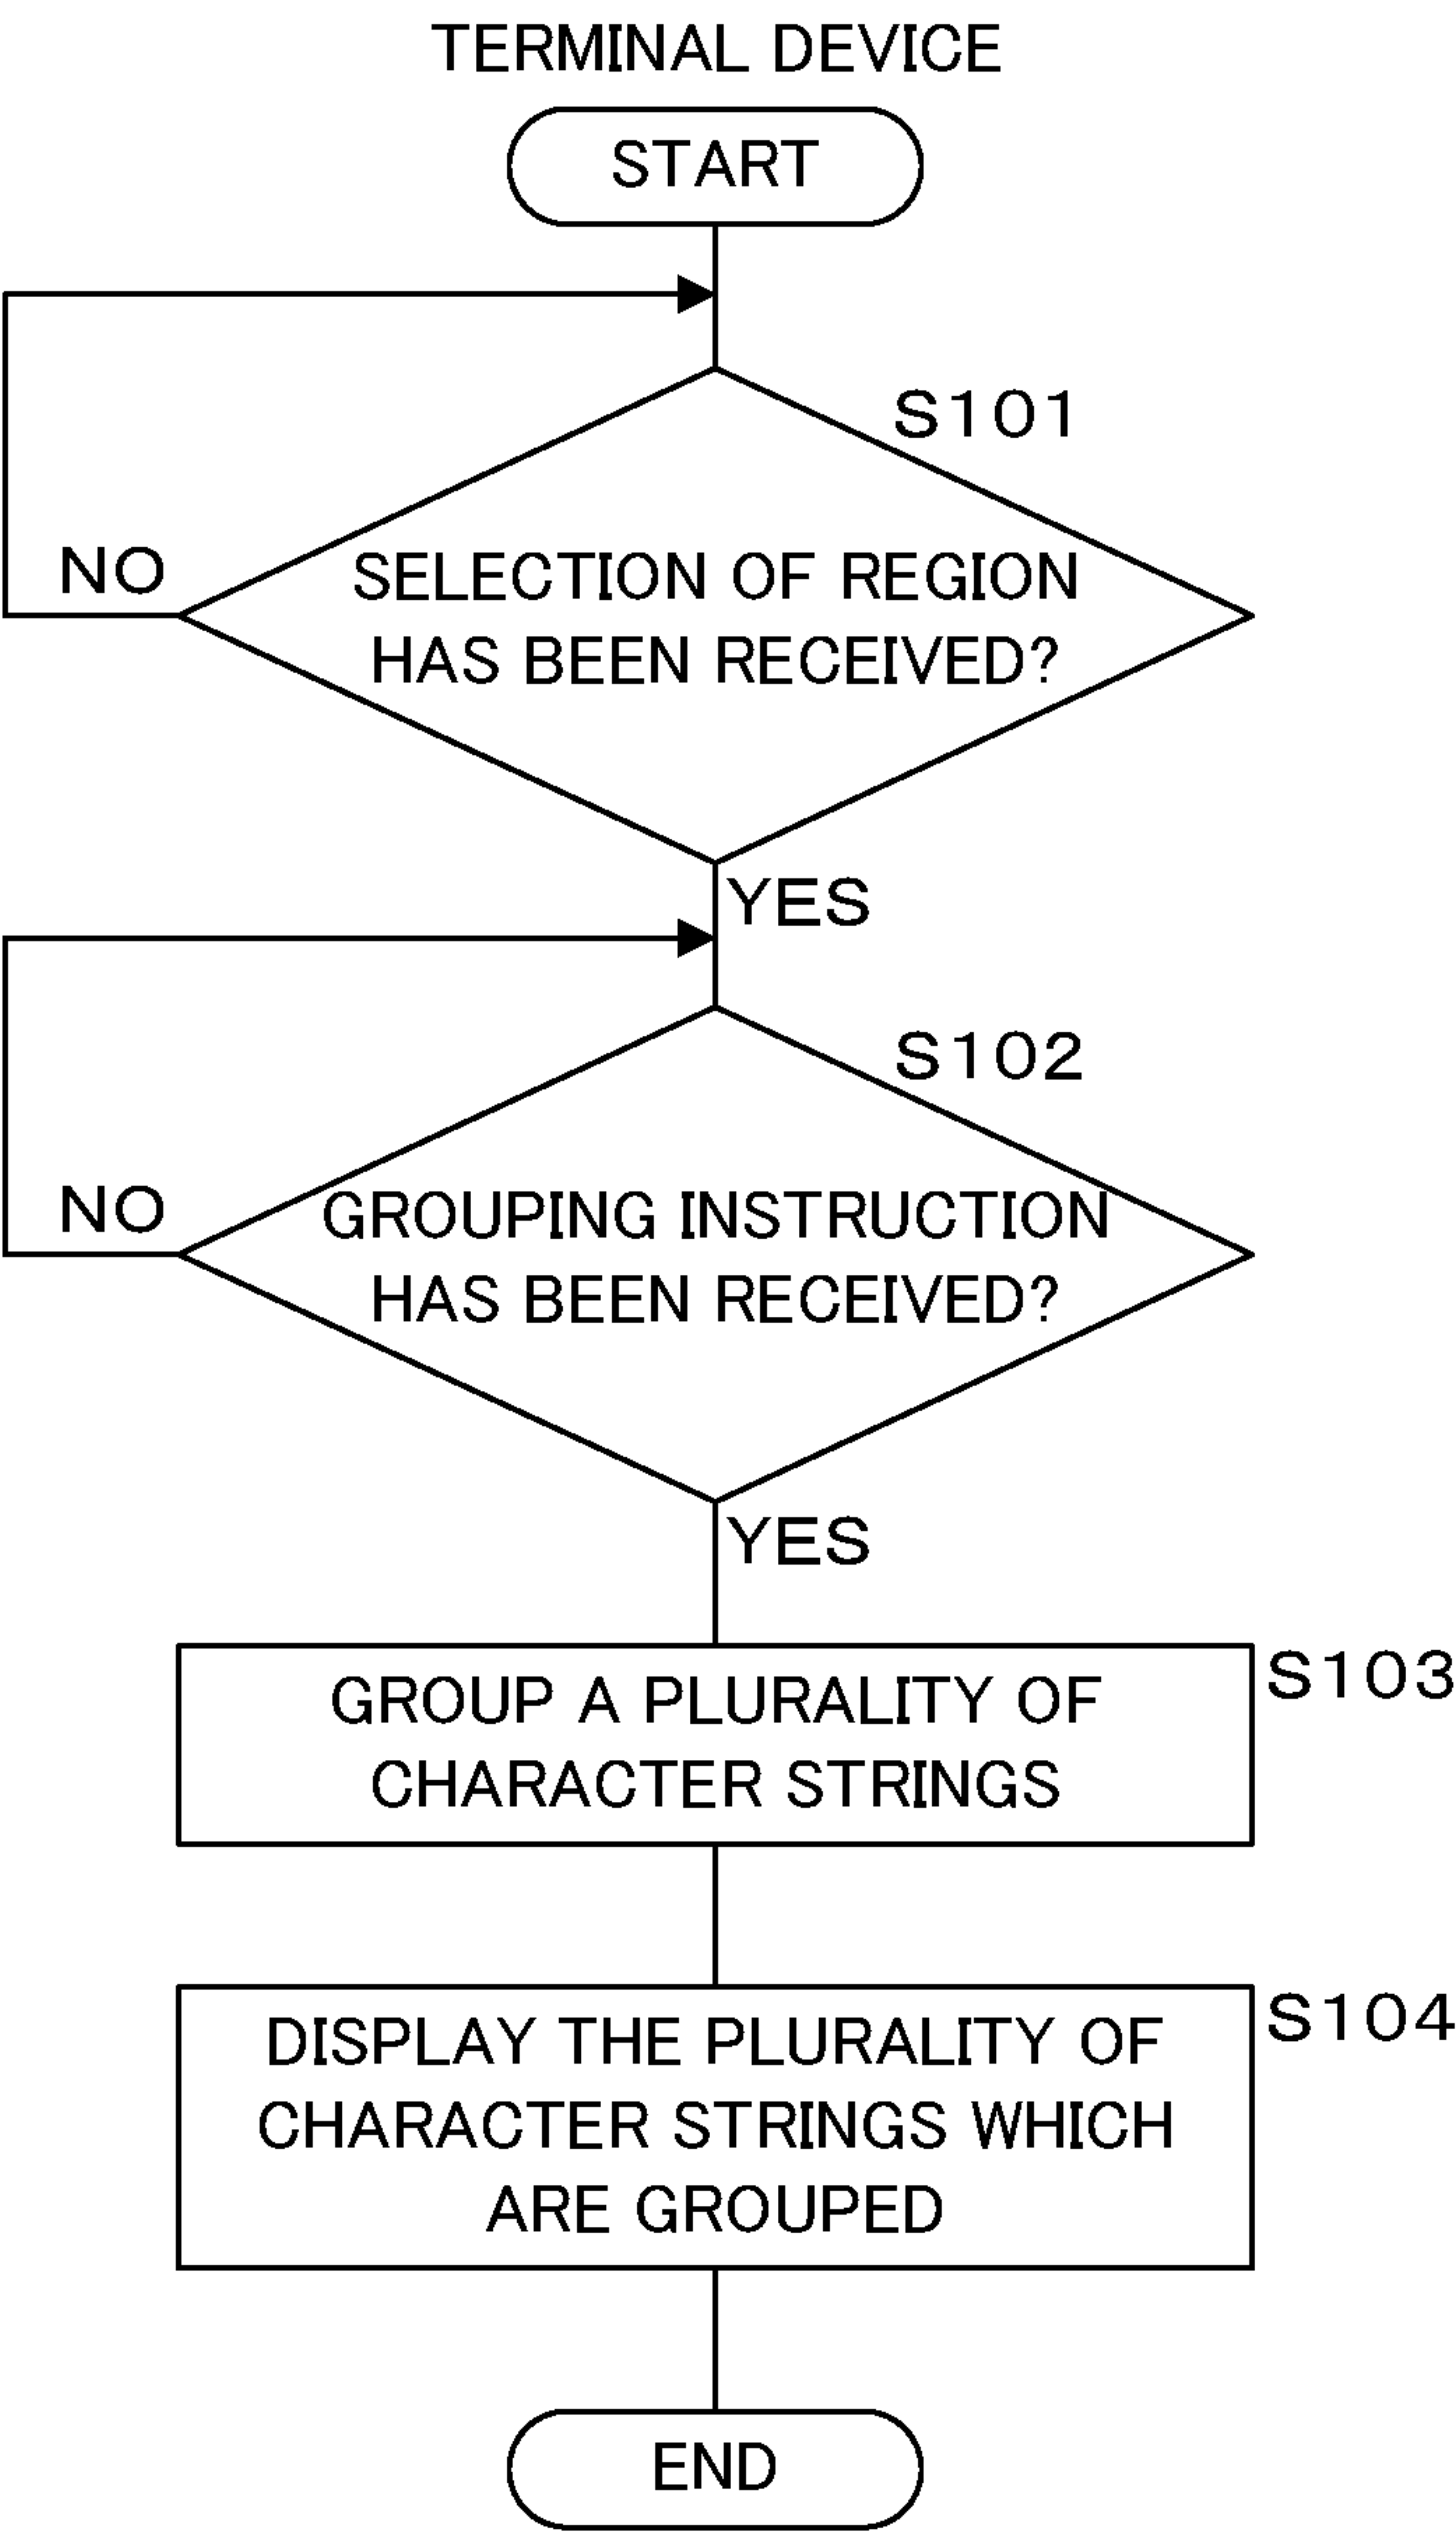 TERMINAL DEVICE
START
S101
SELECTION OF REGION
HAS BEEN RECEIVED?
NO
YES
S102
GROUPING INSTRUCTION
HAS BEEN RECEIVED?
NO
YES
S103
GROUP A PLURALITY OF
CHARACTER STRINGS
S104
DISPLAY THE PLURALITY OF
CHARACTER STRINGS WHICH
ARE GROUPED
END